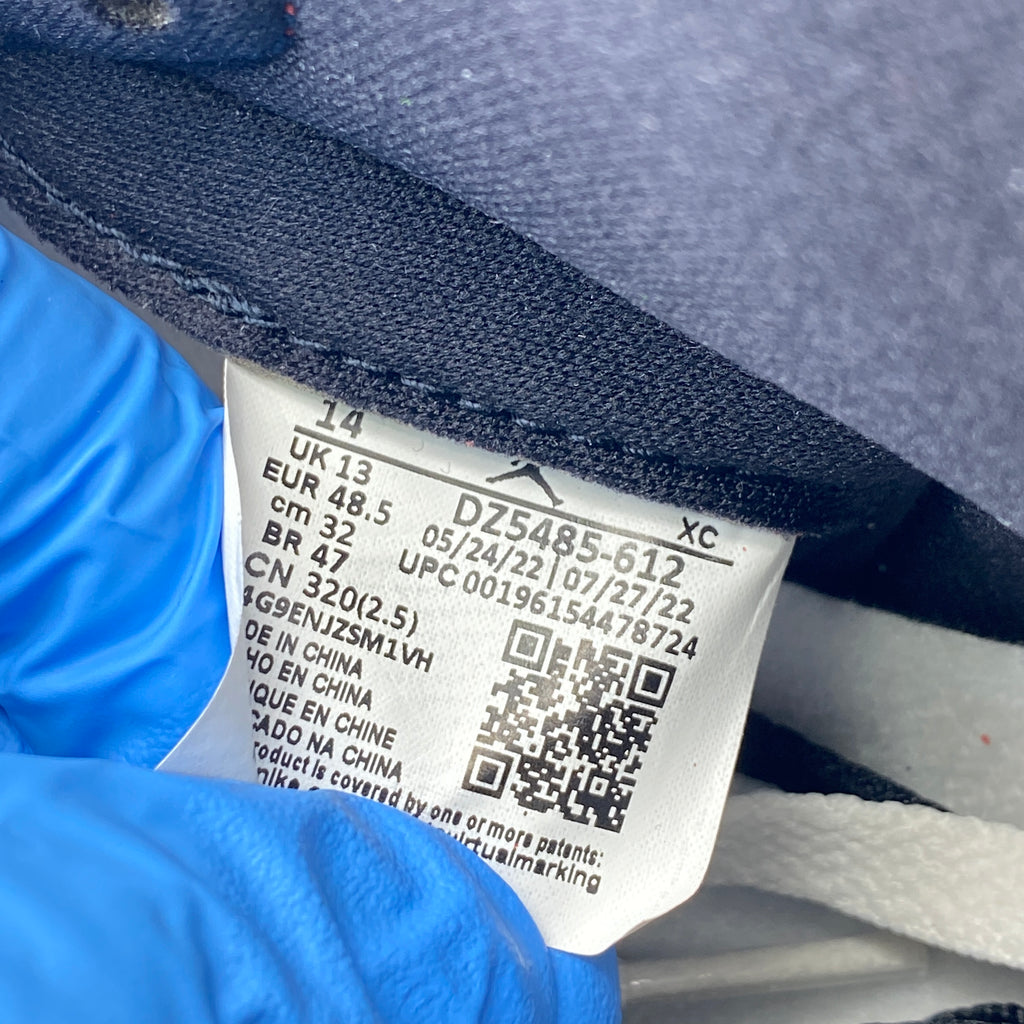 14
UK 13
EUR 48.5
cm 32
BR 47
CN 320(2.5)
4G9ENJZSM1VH
DE IN CHINA
HO EN CHINA
IQUE EN CHINE
CADO NA CHINA
roduct is covered by one or more patents:
nike
virtualmarking
XC
DZ5485-612
05/24/22 | 07/27/22
UPC 00196154478724